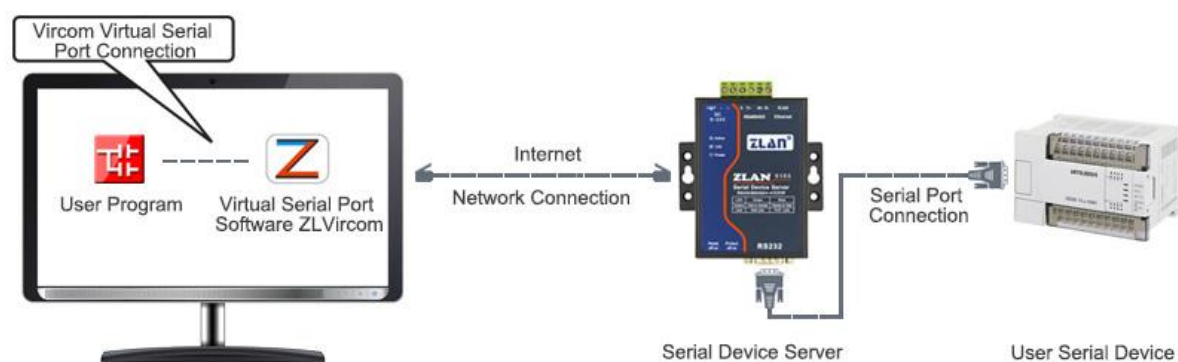 Vircom Virtual Serial
Port Connection
User Program
Virtual Serial Port
Software ZLVircom
Internet
Network Connection
ZLAN
ZLAN
Serial Device Server
RS232
Serial Port
Connection
MITSUBISHI
Serial Device Server
User Serial Device